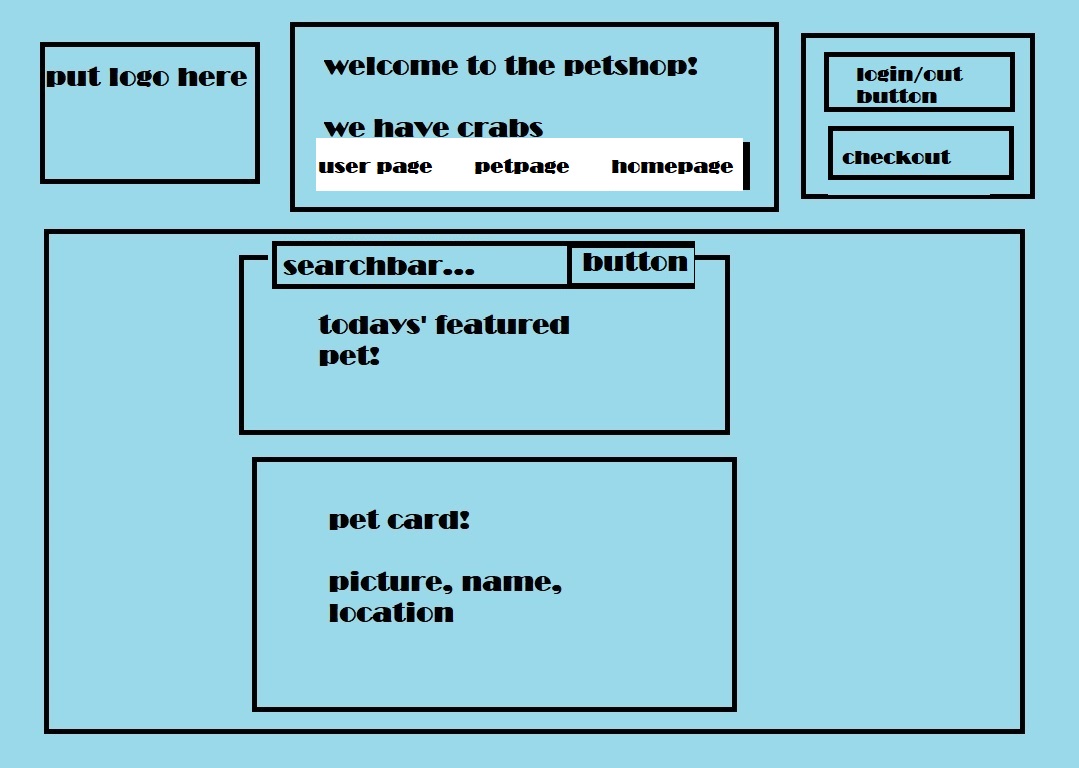 put logo here
welcome to the petshop!
we have crabs
user page petpage homepage
login/out
button
checkout
searchbar...
button
todays' featured
pet!
pet card!
picture, name,
location